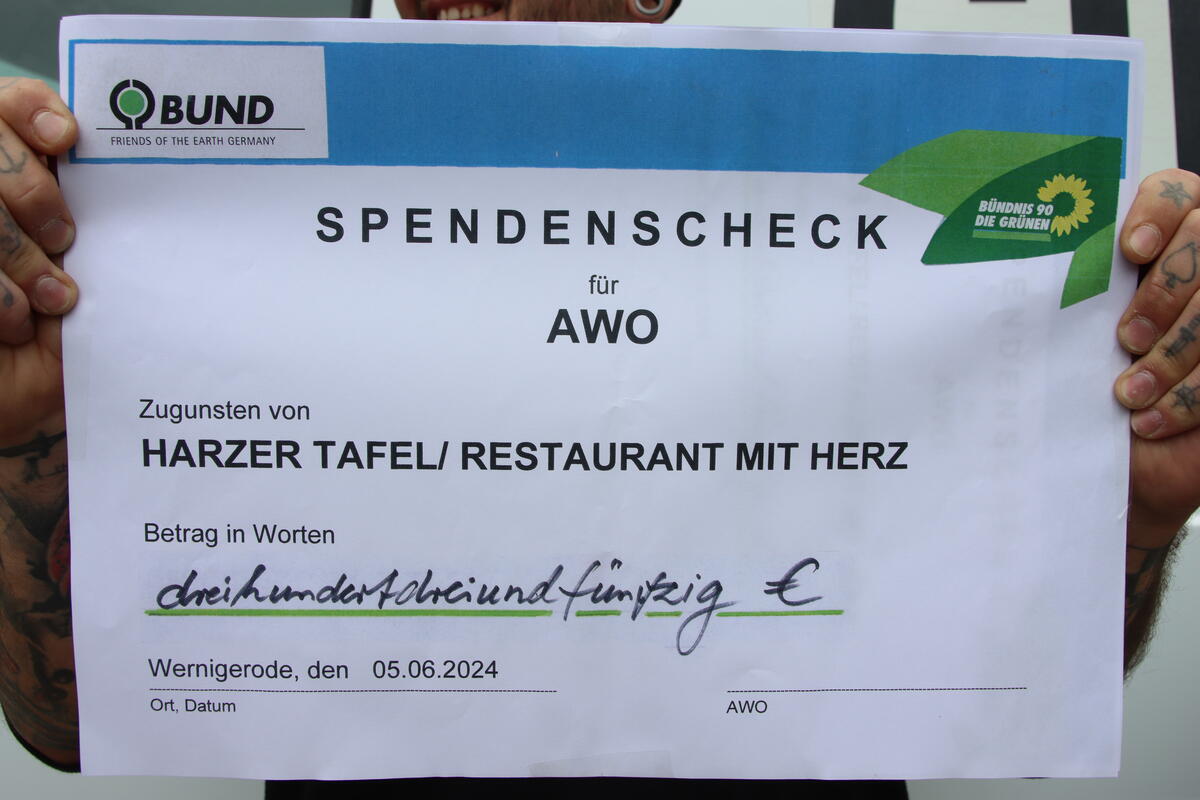 BUND
FRIENDS OF THE EARTH GERMANY
BÜNDNIS 90
DIE GRÜNEN
SPENDENSCHECK
für
AWO
Zugunsten von
HARZER TAFEL/ RESTAURANT MIT HERZ
Betrag in Worten
dreihundertdreiundfünfzig €
Wernigerode, den 05.06.2024
Ort, Datum
AWO